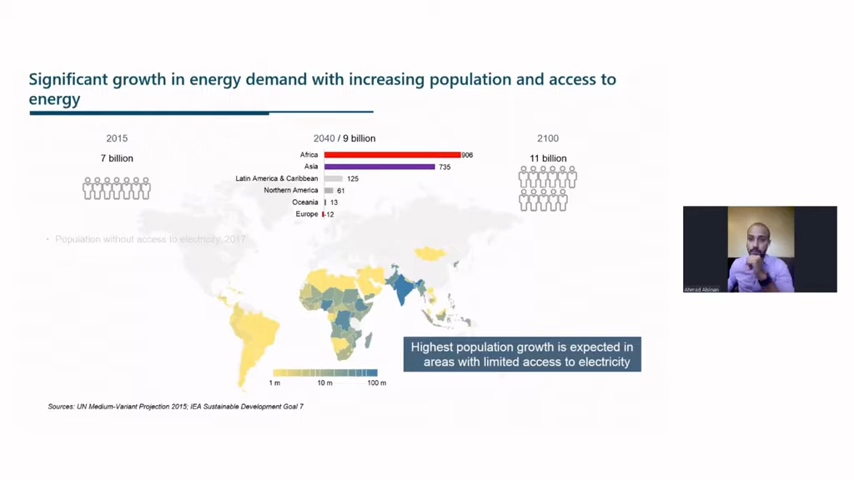 Significant growth in energy demand with increasing population and access to
energy
2015
7 billion
2040 / 9 billion
Africa 906
Asia 735
Latin America & Caribbean 125
Northern America 61
Oceania 13
Europe -12
2100
11 billion
• Population without access to electricity, 2017
Highest population growth is expected in
areas with limited access to electricity
1 m 10 m 100 m
Sources: UN Medium-Variant Projection 2015; IEA Sustainable Development Goal 7
Ahmed